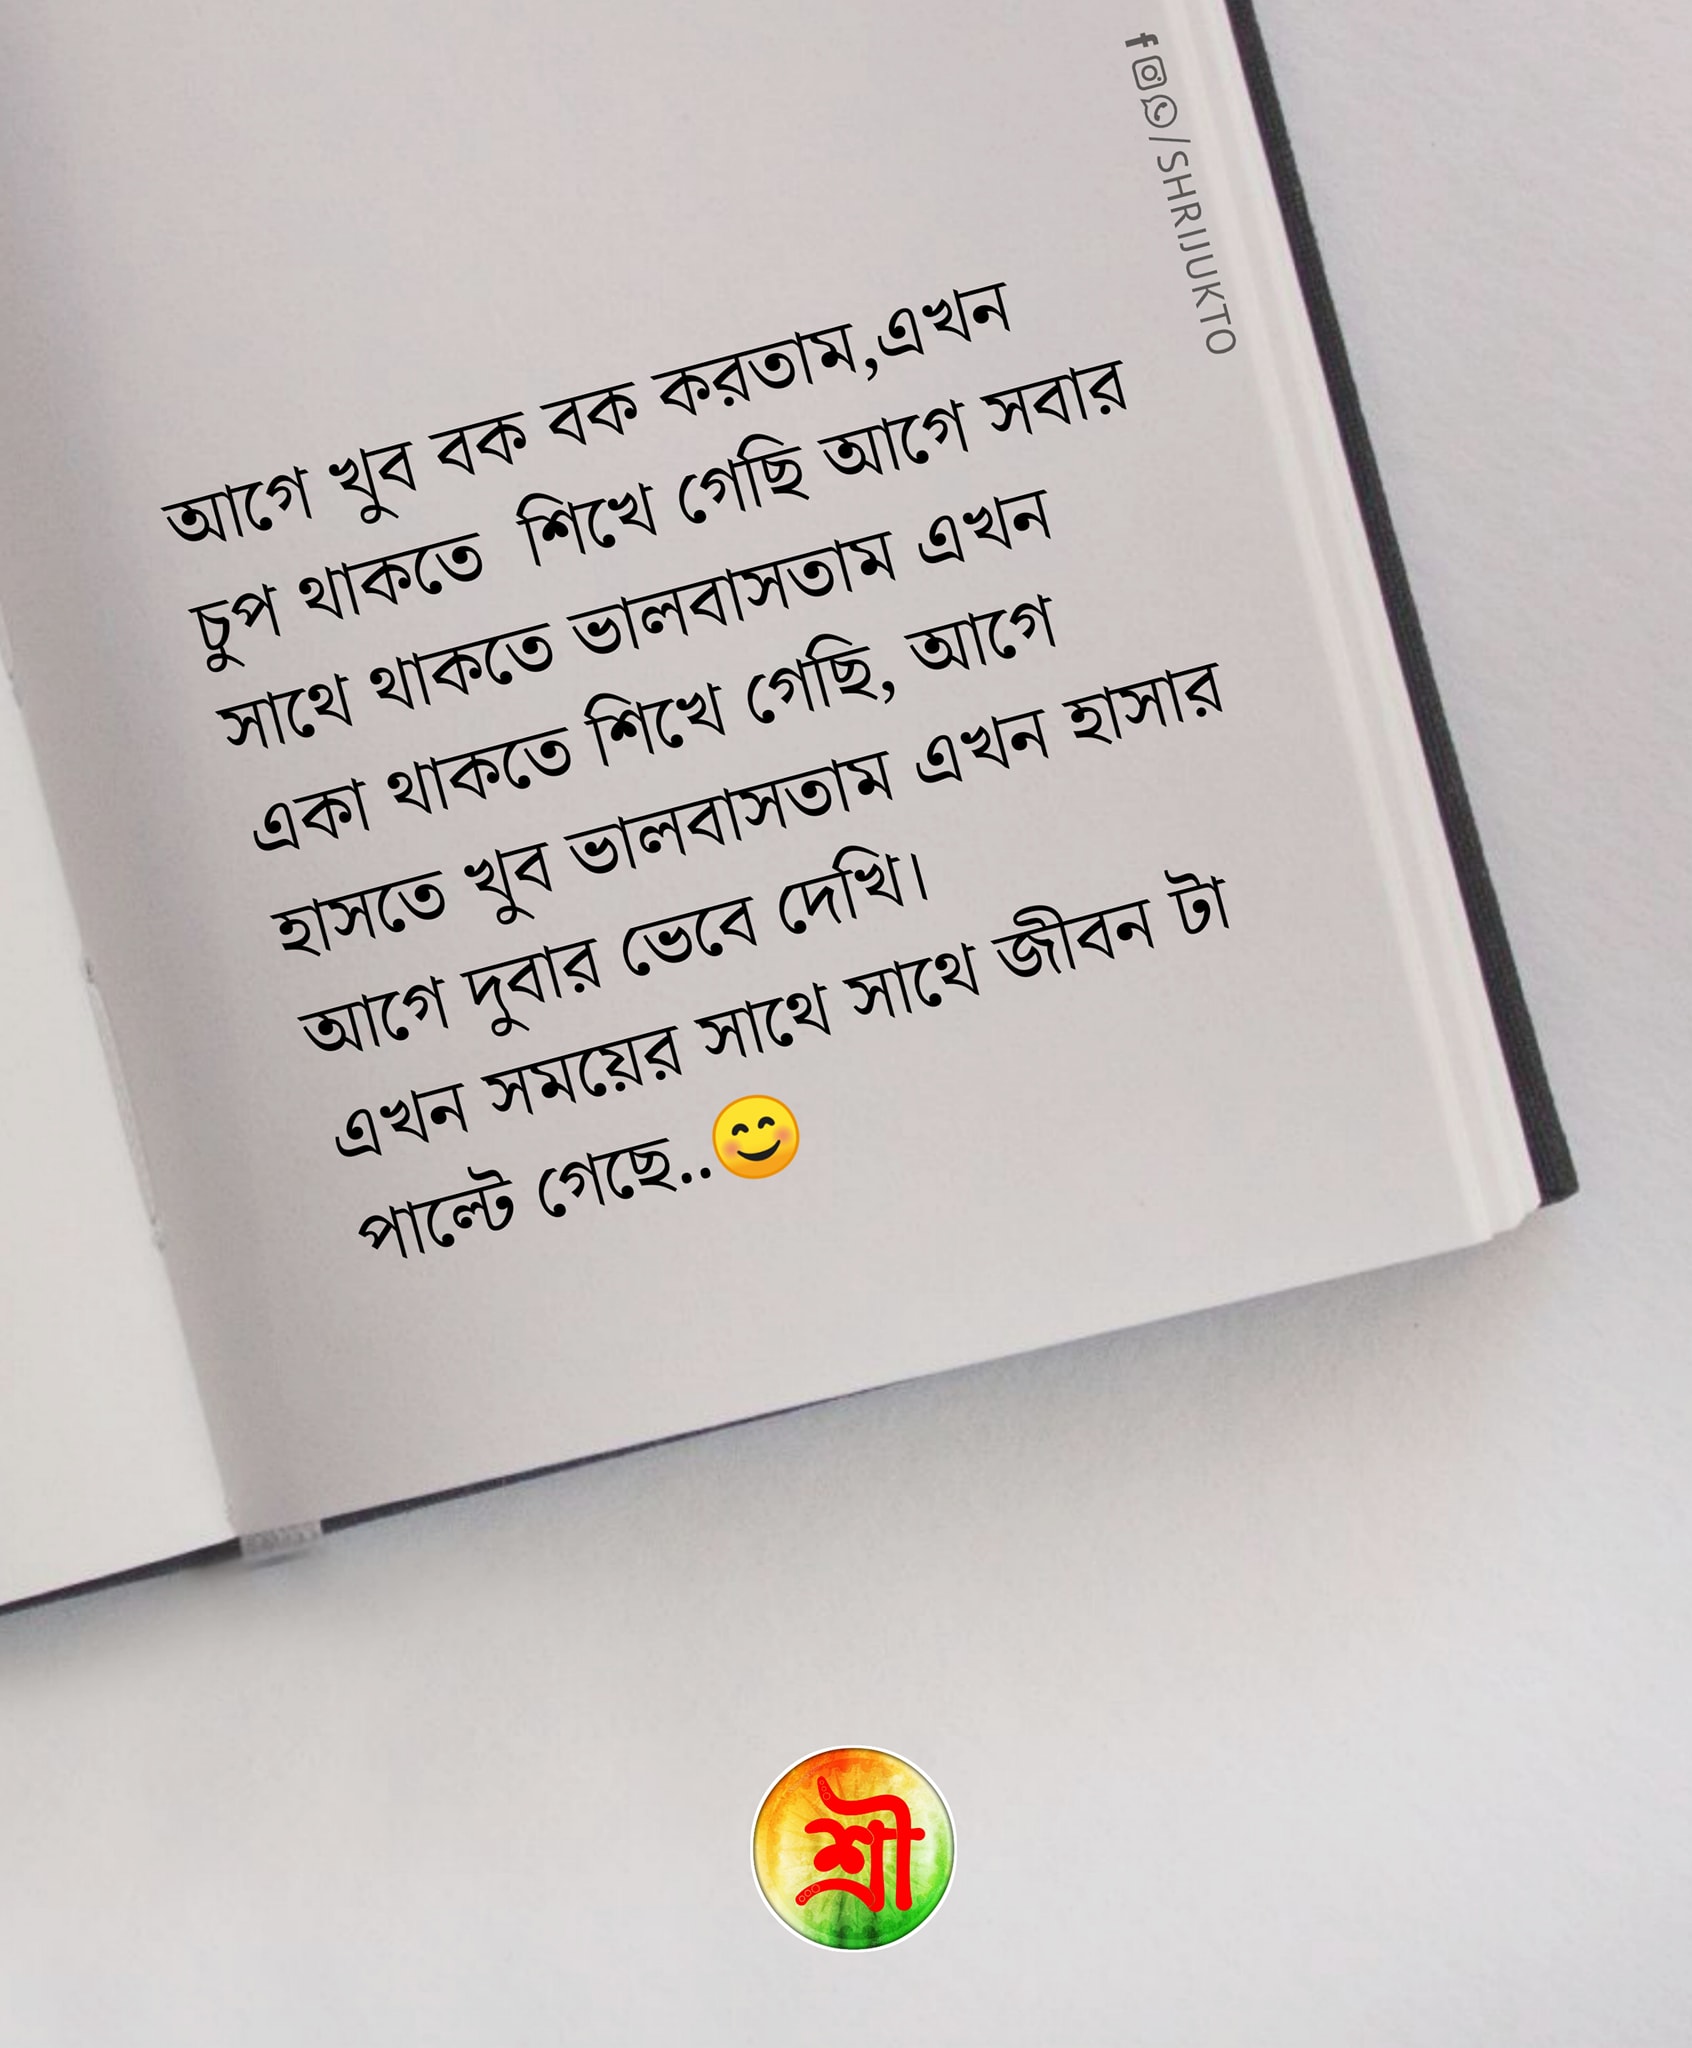 /SHRIJUKTO
আগে খুব বক বক করতাম,এখন
চুপ থাকতে শিখে গেছি আগে সবার
সাথে থাকতে ভালবাসতাম এখন
একা থাকতে শিখে গেছি, আগে
হাসতে খুব ভালবাসতাম এখন হাসার
আগে দুবার ভেবে দেখি।
এখন সময়ের সাথে সাথে জীবন টা
পাল্টে গেছে..😊
শ্রী